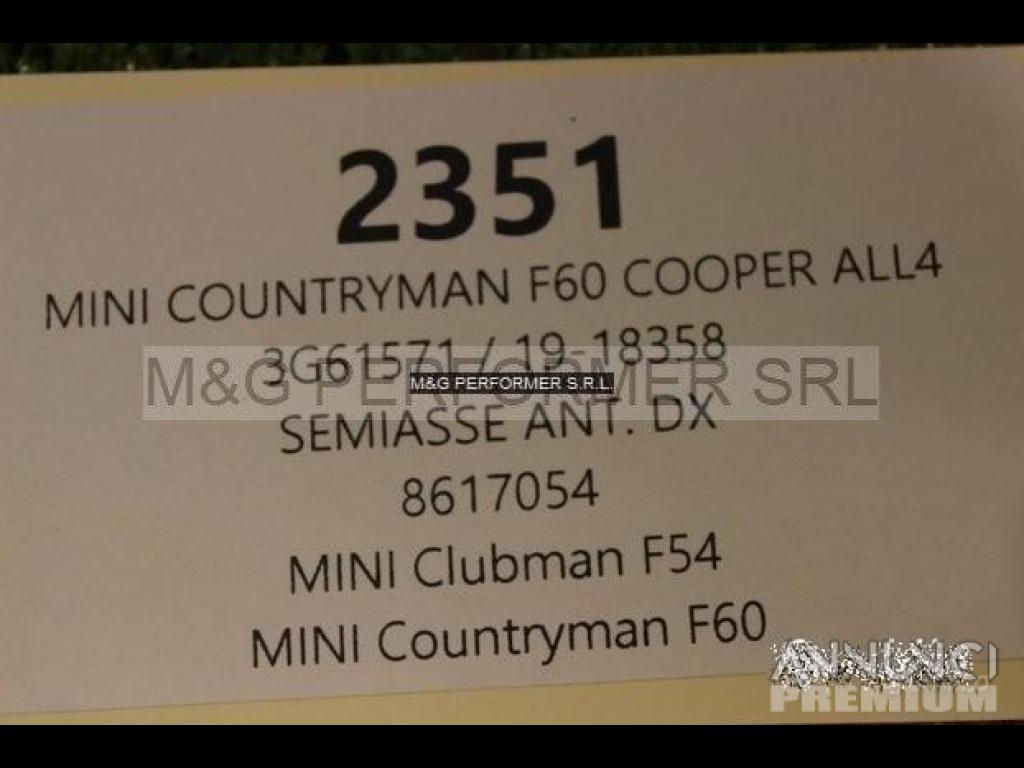 2351
MINI COUNTRYMAN F60 COOPER ALL4
3G61571 / 19-18358
M&G PERFORMER SRL
M&G PERFORMER S.R.L.
SEMIASSE ANT. DX
8617054
MINI Clubman F54
MINI Countryman F60
ANNUNCI
PREMIUM